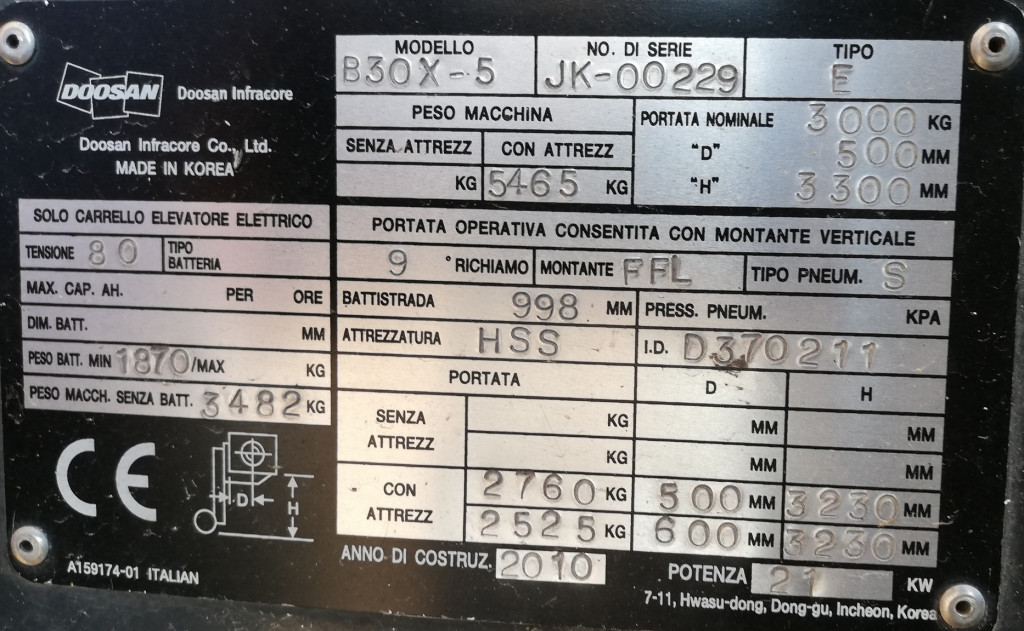 DOOSAN Doosan Infracore
Doosan Infracore Co., Ltd.
MADE IN KOREA
MODELLO
B30X-5
NO. DI SERIE
JK-00229
TIPO
E
PESO MACCHINA
SENZA ATTREZZ CON ATTREZZ
KG 5465 KG
PORTATA NOMINALE 3000 KG
"D" 500 MM
"H" 3300 MM
SOLO CARRELLO ELEVATORE ELETTRICO
TENSIONE 80 TIPO BATTERIA
MAX. CAP. AH. PER ORE
DIM. BATT. MM
PESO BATT. MIN 1870/MAX KG
PESO MACCH. SENZA BATT. 3482 KG
PORTATA OPERATIVA CONSENTITA CON MONTANTE VERTICALE
9 °RICHIAMO MONTANTE FFL TIPO PNEUM. S
BATTISTRADA 998 MM PRESS. PNEUM. KPA
ATTREZZATURA HSS I.D. D370211
PORTATA D H
SENZA ATTREZZ
KG MM MM
KG MM MM
CON ATTREZZ
2760 KG 500 MM 3230 MM
2525 KG 600 MM 3230 MM
CE
D
H
A159174-01 ITALIAN
ANNO DI COSTRUZ. 2010
POTENZA 21 KW
7-11, Hwasu-dong, Dong-gu, Incheon, Korea